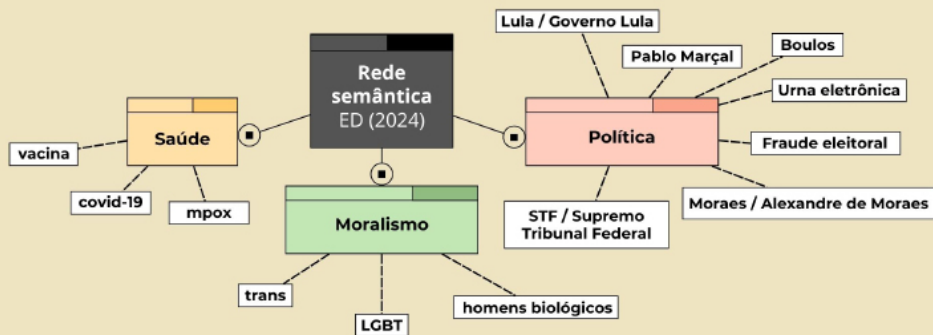 Rede
semântica
ED (2024)
Saúde
vacina
covid-19
mpox
Moralismo
trans
LGBT
homens biológicos
Política
Lula / Governo Lula
Pablo Marçal
Boulos
Urna eletrônica
Fraude eleitoral
Moraes / Alexandre de Moraes
STF / Supremo
Tribunal Federal